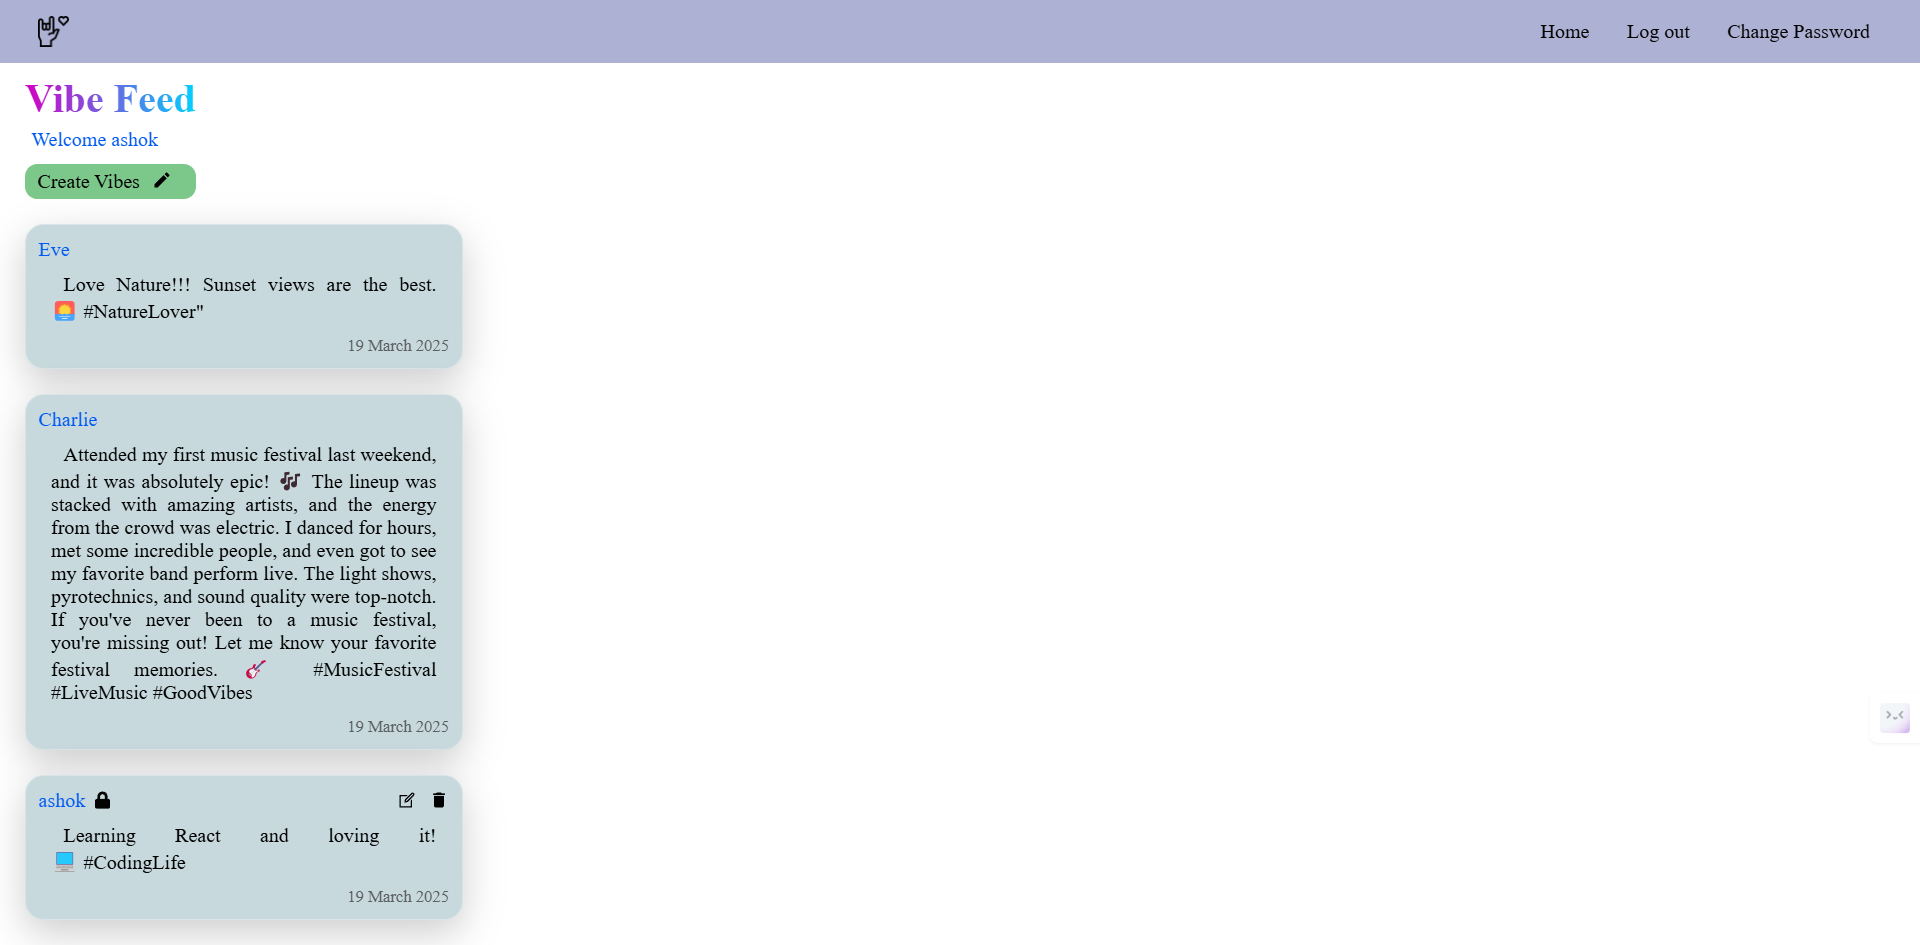 Home Log out Change Password
Vibe Feed
Welcome ashok
Create Vibes
Eve
Love Nature!!! Sunset views are the best.
🌅 #NatureLover"
19 March 2025
Charlie
Attended my first music festival last weekend,
and it was absolutely epic! 🎶 The lineup was
stacked with amazing artists, and the energy
from the crowd was electric. I danced for hours,
met some incredible people, and even got to see
my favorite band perform live. The light shows,
pyrotechnics, and sound quality were top-notch.
If you've never been to a music festival,
you're missing out! Let me know your favorite
festival memories. 🎸 #MusicFestival
#LiveMusic #GoodVibes
19 March 2025
ashok
Learning React and loving it!
💻 #CodingLife
19 March 2025